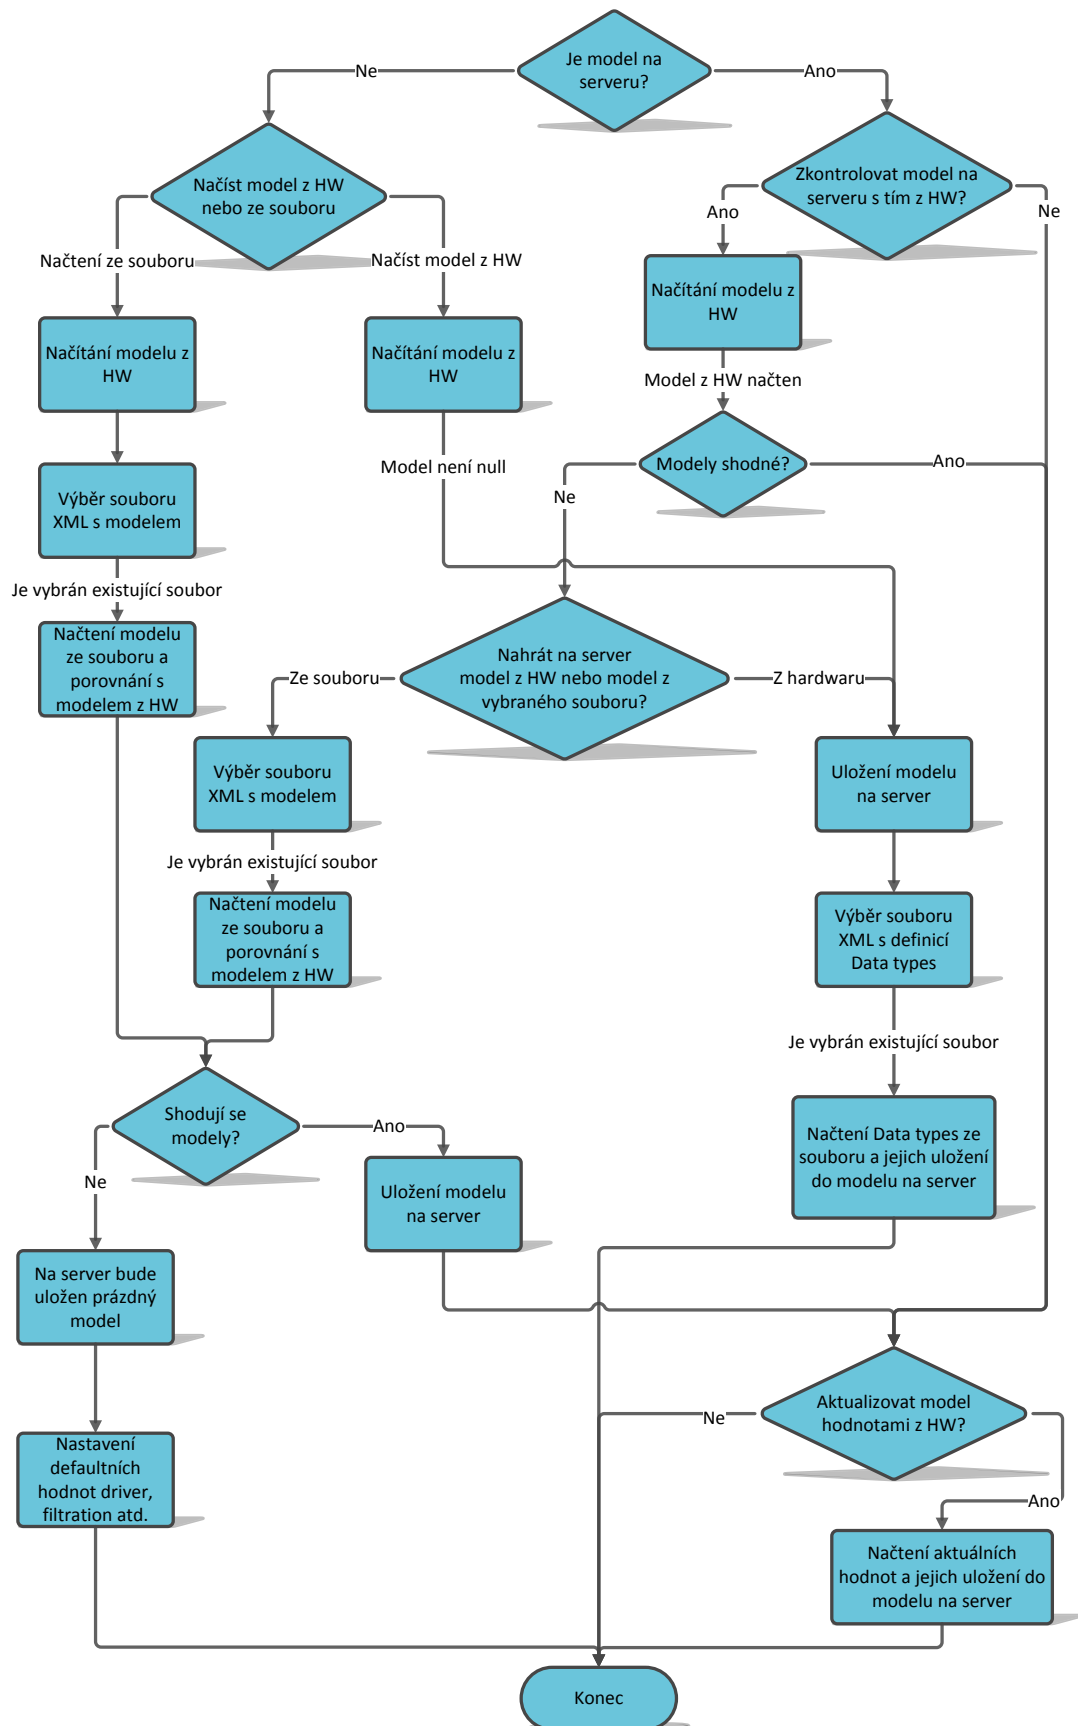 Je model na
serveru?
Ne
Ano
Načíst model z HW
nebo ze souboru
Zkontrolovat model na
serveru s tím z HW?
Ano
Ne
Načtení ze souboru
Načíst model z HW
Načítání modelu z
HW
Načítání modelu z
HW
Načítání modelu z
HW
Model z HW načten
Modely shodné?
Ano
Ne
Model není null
Výběr souboru
XML s modelem
Je vybrán existující soubor
Načtení modelu
ze souboru a
porovnání s
modelem z HW
Nahrát na server
model z HW nebo model z
vybraného souboru?
Ze souboru
Z hardwaru
Výběr souboru
XML s modelem
Uložení modelu
na server
Je vybrán existující soubor
Načtení modelu
ze souboru a
porovnání s
modelem z HW
Výběr souboru
XML s definicí
Data types
Je vybrán existující soubor
Shodují se
modely?
Ano
Ne
Načtení Data types ze
souboru a jejich uložení
do modelu na server
Uložení modelu
na server
Na server bude
uložen prázdný
model
Aktualizovat model
hodnotami z HW?
Ne
Ano
Nastavení
defaultních
hodnot driver,
filtration atd.
Načtení aktuálních
hodnot a jejich uložení do
modelu na server
Konec